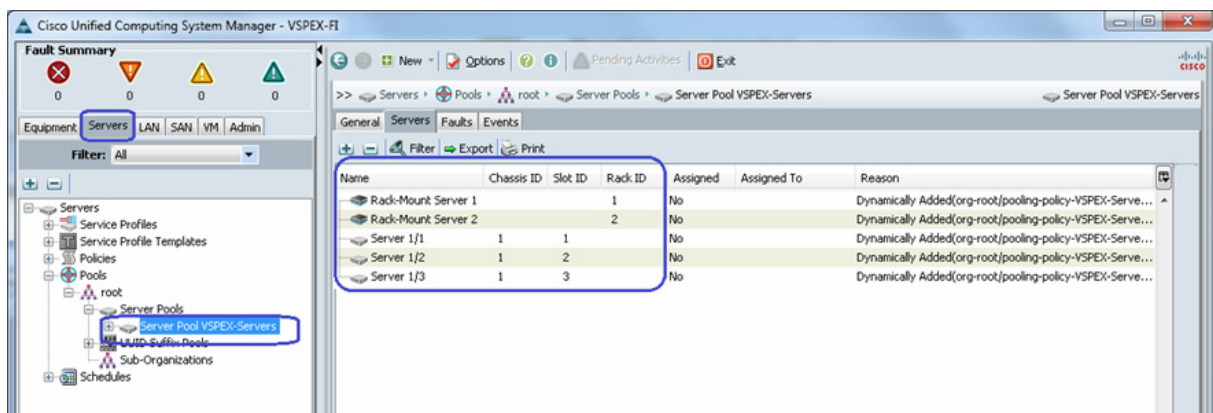 Cisco Unified Computing System Manager - VSPEX-FI
Fault Summary
0 0 0 0
Equipment Servers LAN SAN VM Admin
Filter: All
Servers
Service Profiles
Service Profile Templates
Policies
Pools
root
Server Pools
Server Pool VSPEX-Servers
UUID Suffix Pools
Sub-Organizations
Schedules
New Options Pending Activities Exit
cisco
>> Servers Pools root Server Pools Server Pool VSPEX-Servers Server Pool VSPEX-Servers
General Servers Faults Events
Filter Export Print
Name Chassis ID Slot ID Rack ID Assigned Assigned To Reason
Rack-Mount Server 1 1 No Dynamically Added(org-root/pooling-policy-VSPEX-Serve...
Rack-Mount Server 2 2 No Dynamically Added(org-root/pooling-policy-VSPEX-Serve...
Server 1/1 1 1 No Dynamically Added(org-root/pooling-policy-VSPEX-Serve...
Server 1/2 1 2 No Dynamically Added(org-root/pooling-policy-VSPEX-Serve...
Server 1/3 1 3 No Dynamically Added(org-root/pooling-policy-VSPEX-Serve...